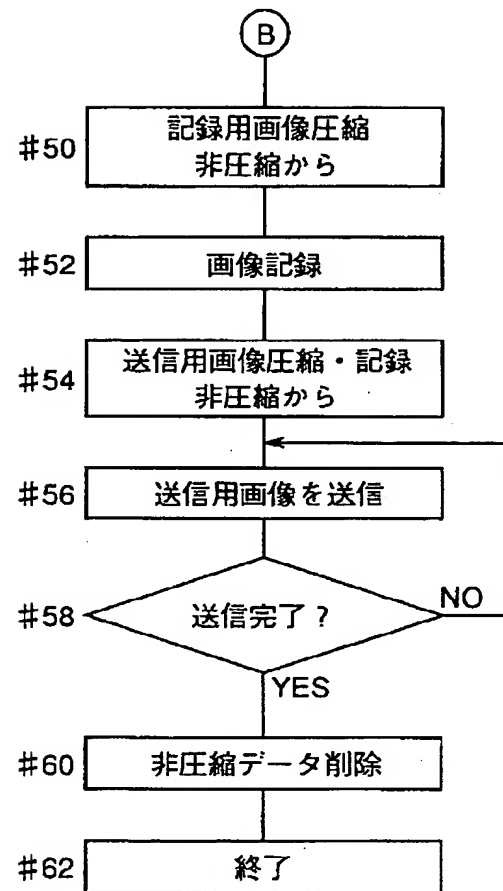 B
#50 記録用画像圧縮
非圧縮から
#52 画像記録
#54 送信用画像圧縮・記録
非圧縮から
#56 送信用画像を送信
#58 送信完了?
NO
YES
#60 非圧縮データ削除
#62 終了